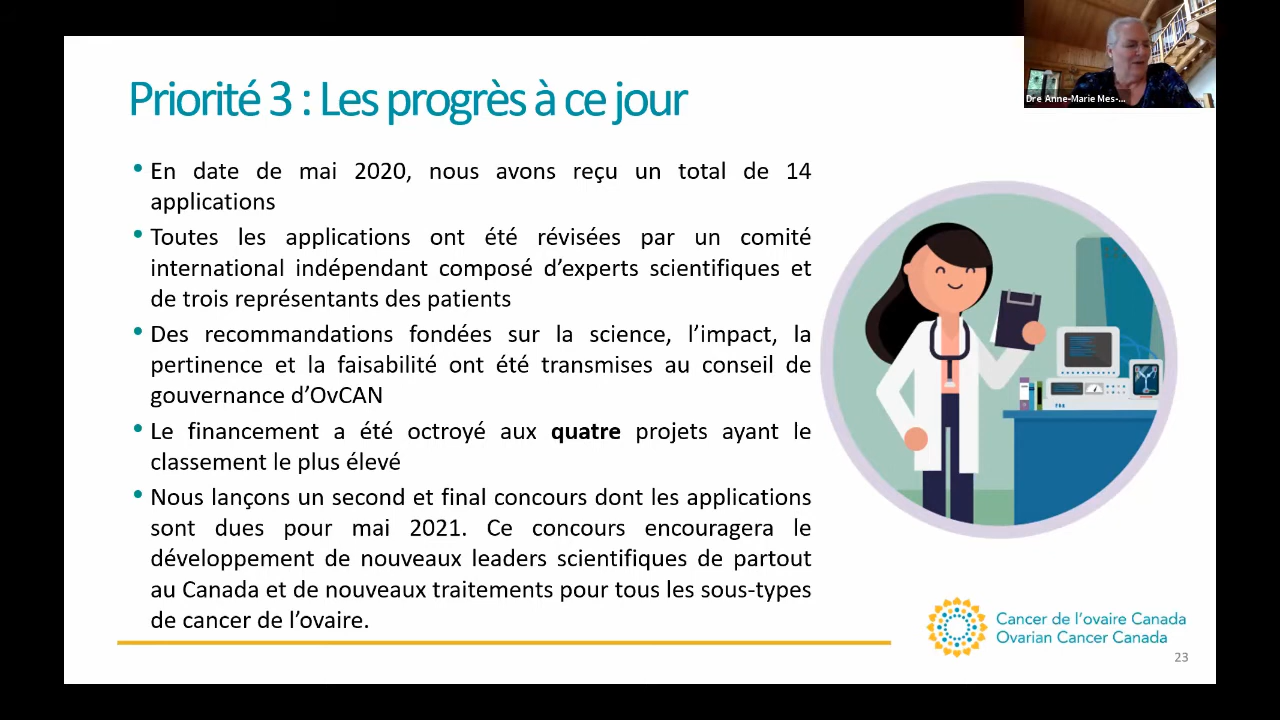 Dre Anne-Marie Mes-...
Priorité 3 : Les progrès à ce jour
• En date de mai 2020, nous avons reçu un total de 14
applications
• Toutes les applications ont été révisées par un comité
international indépendant composé d’experts scientifiques et
de trois représentants des patients
• Des recommandations fondées sur la science, l’impact, la
pertinence et la faisabilité ont été transmises au conseil de
gouvernance d’OvCAN
• Le financement a été octroyé aux quatre projets ayant le
classement le plus élevé
• Nous lançons un second et final concours dont les applications
sont dues pour mai 2021. Ce concours encouragera le
développement de nouveaux leaders scientifiques de partout
au Canada et de nouveaux traitements pour tous les sous-types
de cancer de l’ovaire.
Cancer de l’ovaire Canada
Ovarian Cancer Canada
23